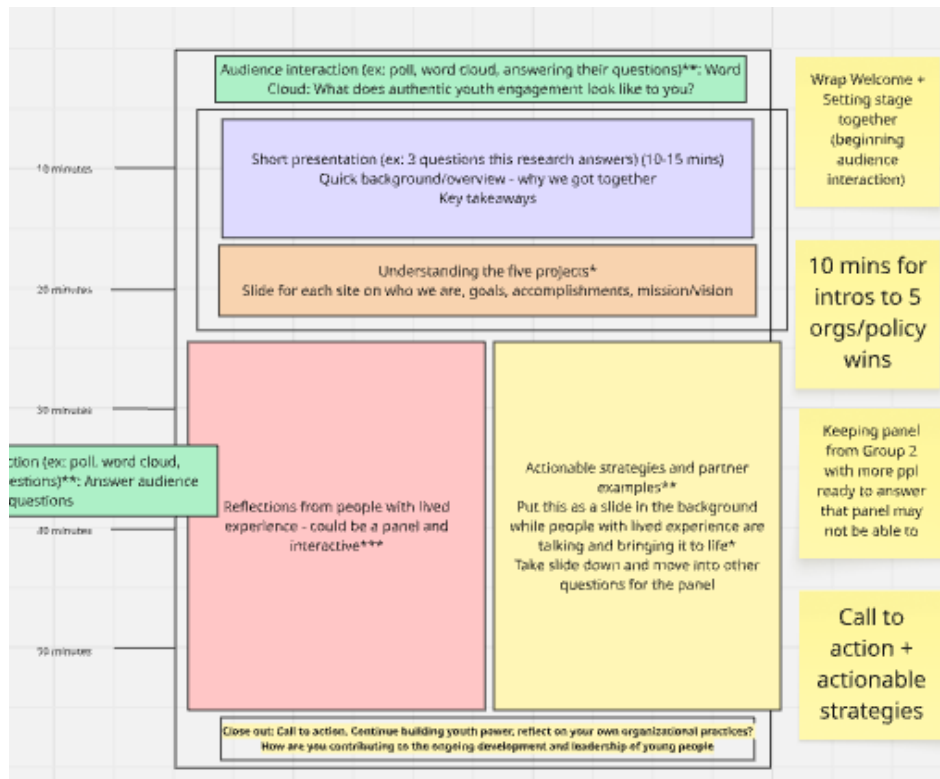 Audience interaction (ex: poll, word cloud, answering their questions)**: Word
Cloud: What does authentic youth engagement look like to you?
Short presentation (ex: 3 questions this research answers) (10-15 mins)
Quick background/overview - why we got together
Key takeaways
10 minutes
Understanding the five projects*
Slide for each site on who we are, goals, accomplishments, mission/vision
20 minutes
30 minutes
ction (ex: poll, word cloud,
estions)**: Answer audience
questions
40 minutes
Reflections from people with lived
experience - could be a panel and
interactive***
Actionable strategies and partner
examples**
Put this as a slide in the background
while people with lived experience are
talking and bringing it to life*
Take slide down and move into other
questions for the panel
50 minutes
Close out: Call to action, Continue building youth power, reflect on your own organizational practices?
How are you contributing to the ongoing development and leadership of young people
Wrap Welcome +
Setting stage
together
(beginning
audience
interaction)
10 mins for
intros to 5
orgs/policy
wins
Keeping panel
from Group 2
with more ppl
ready to answer
that panel may
not be able to
Call to
action +
actionable
strategies